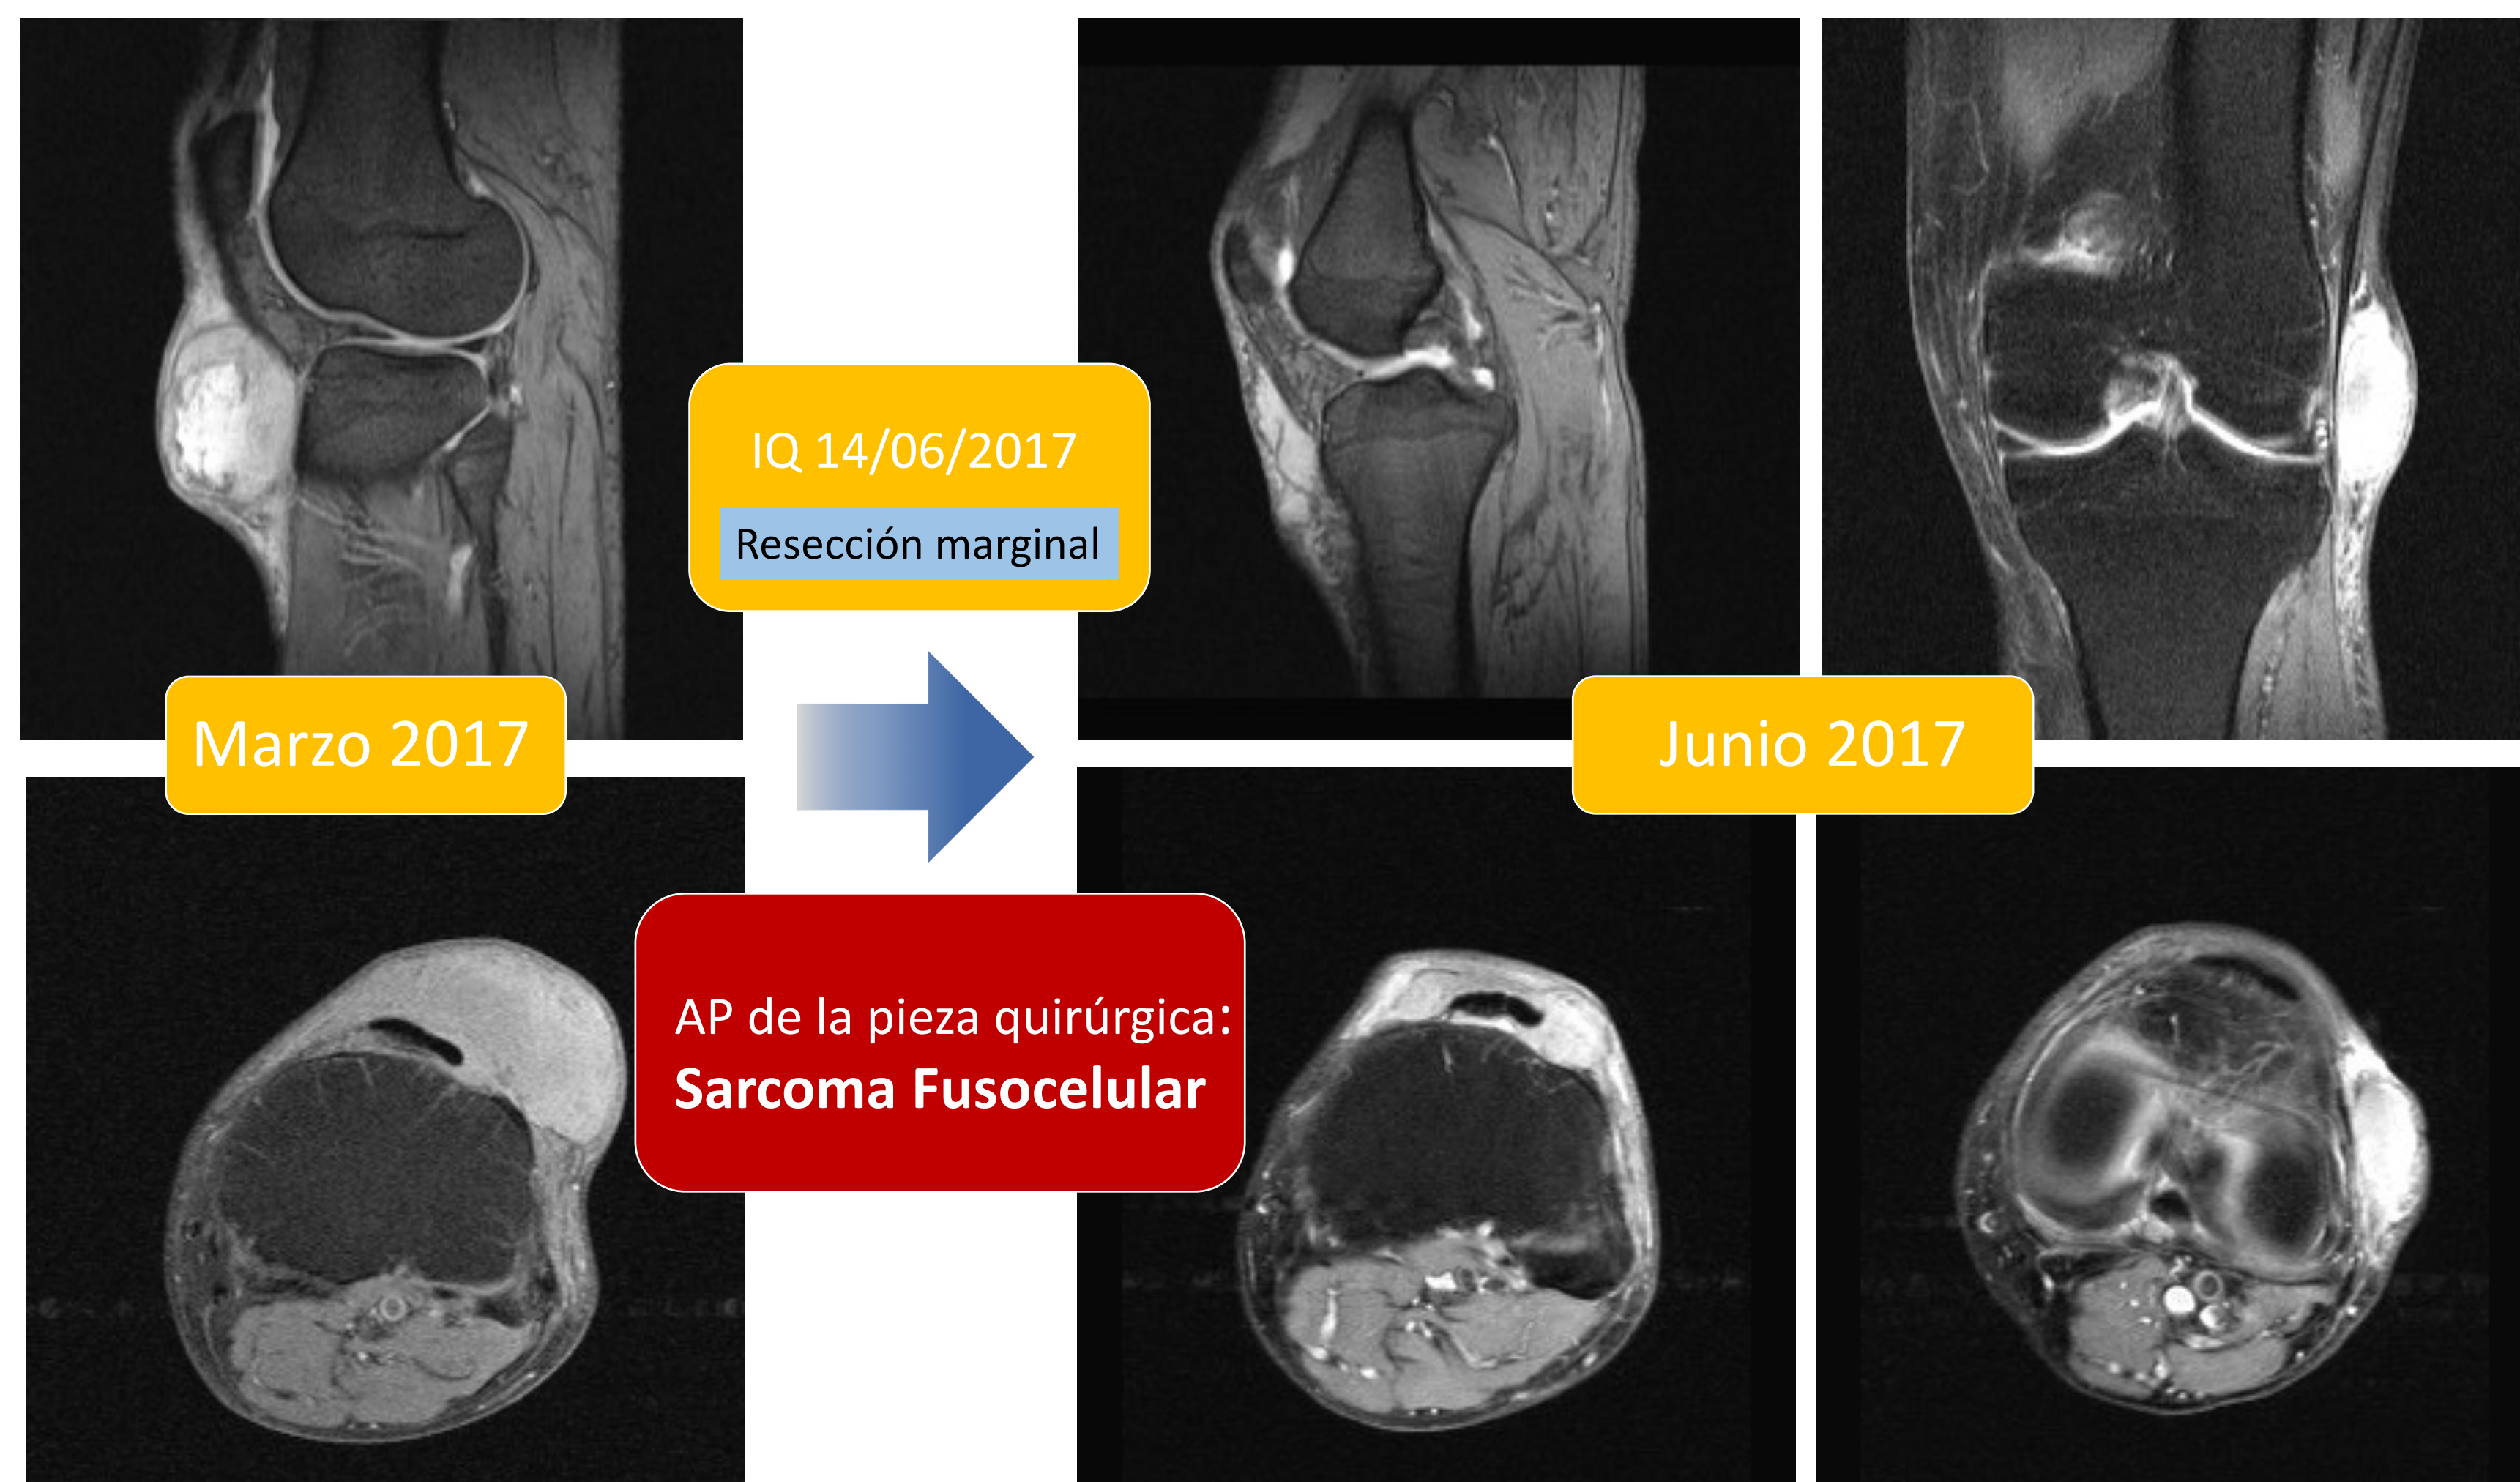 IQ 14/06/2017
Resección marginal
Marzo 2017
Junio 2017
AP de la pieza quirúrgica:
Sarcoma Fusocelular